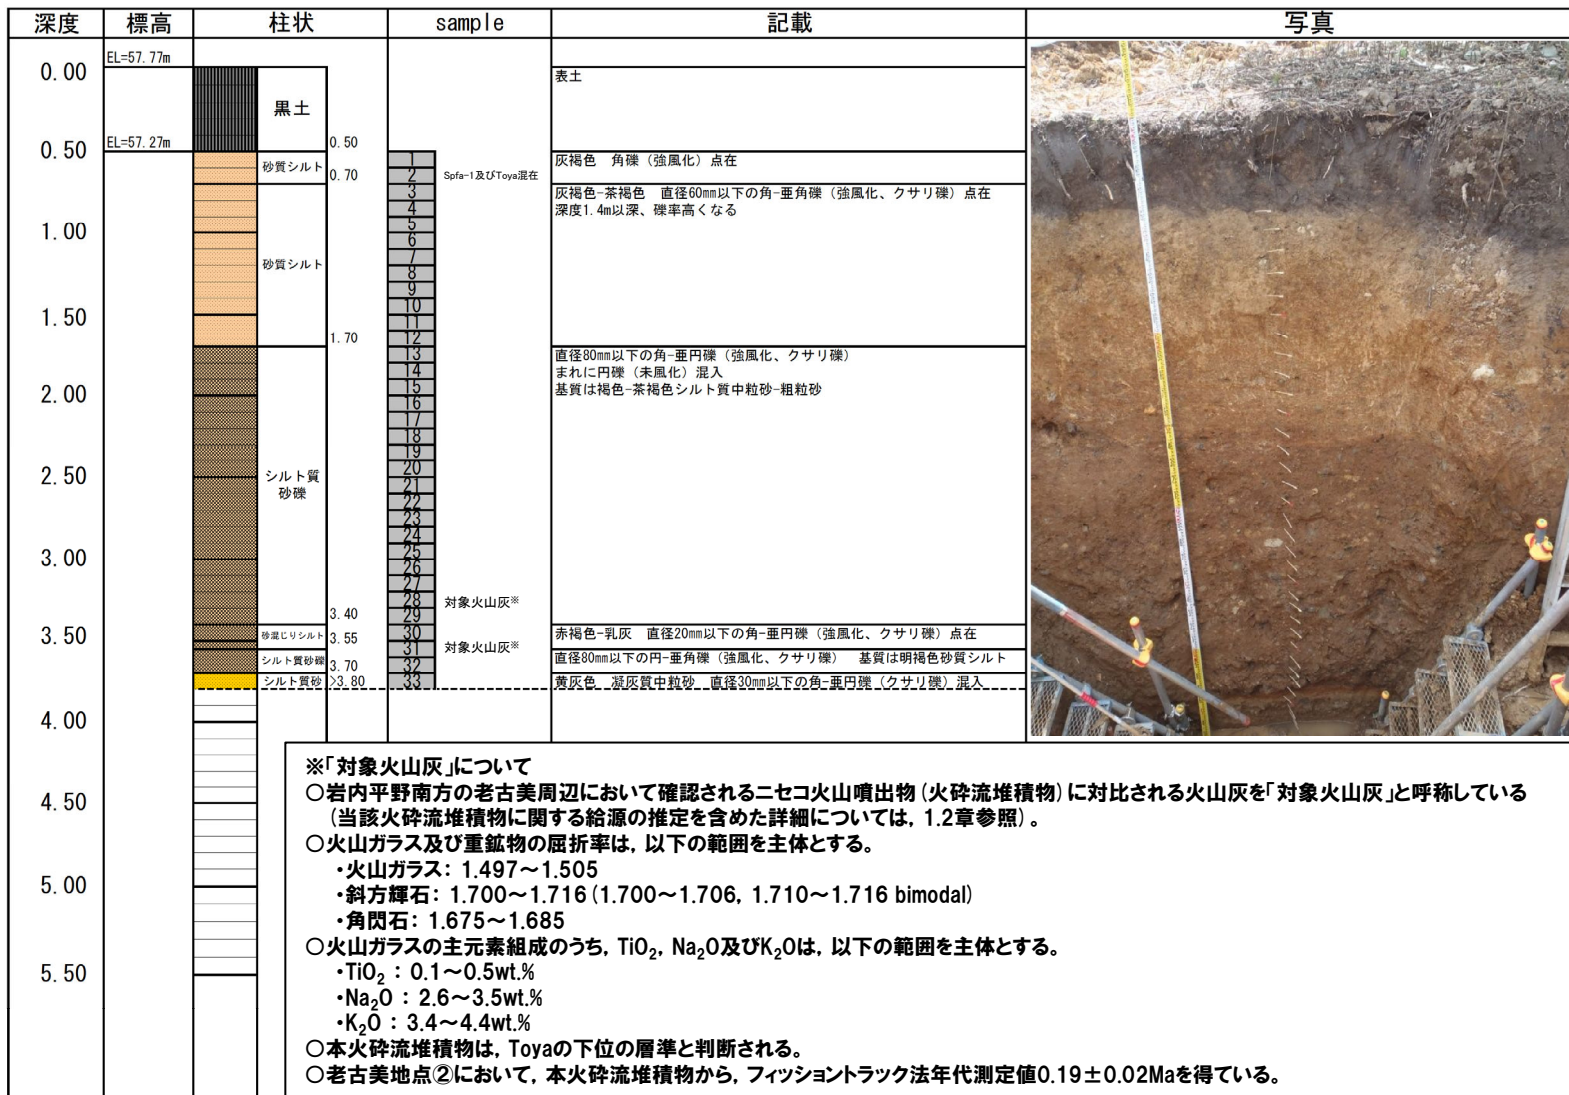 深度 標高 柱状 sample 記載 写真
EL=57.77m
0.00
表土
黒土
EL=57.27m
0.50
0.50
砂質シルト
0.70
1
2
Spfa-1及びToya混在
灰褐色 角礫（強風化）点在
3
4
5
6
7
8
9
10
11
12
灰褐色-茶褐色 直径60mm以下の角-亜角礫（強風化、クサリ礫）点在
深度1.4m以深、礫率高くなる
1.00
砂質シルト
1.50
1.70
13
14
15
16
17
18
19
20
21
22
23
24
25
26
27
28
29
直径80mm以下の角-亜円礫（強風化、クサリ礫）
まれに円礫（未風化）混入
基質は褐色-茶褐色シルト質中粒砂-粗粒砂
2.00
2.50
シルト質
砂礫
3.00
対象火山灰※
3.40
3.50
砂混じりシルト
3.55
30
31
対象火山灰※
赤褐色-乳灰 直径20mm以下の角-亜円礫（強風化、クサリ礫）点在
シルト質砂礫
3.70
32
直径80mm以下の円-亜角礫（強風化、クサリ礫） 基質は明褐色砂質シルト
シルト質砂
>3.80
33
黄灰色 凝灰質中粒砂 直径30mm以下の角-亜円礫（クサリ礫）混入
4.00
4.50
5.00
5.50
※「対象火山灰」について
○岩内平野南方の老古美周辺において確認されるニセコ火山噴出物（火砕流堆積物）に対比される火山灰を「対象火山灰」と呼称している
（当該火砕流堆積物に関する給源の推定を含めた詳細については，1.2章参照）。
○火山ガラス及び重鉱物の屈折率は，以下の範囲を主体とする。
・火山ガラス：1.497～1.505
・斜方輝石：1.700～1.716（1.700～1.706，1.710～1.716 bimodal）
・角閃石：1.675～1.685
○火山ガラスの主元素組成のうち，TiO₂，Na₂O及びK₂Oは，以下の範囲を主体とする。
・TiO₂：0.1～0.5wt.%
・Na₂O：2.6～3.5wt.%
・K₂O：3.4～4.4wt.%
○本火砕流堆積物は，Toyaの下位の層準と判断される。
○老古美地点②において，本火砕流堆積物から，フィッショントラック法年代測定値0.19±0.02Maを得ている。